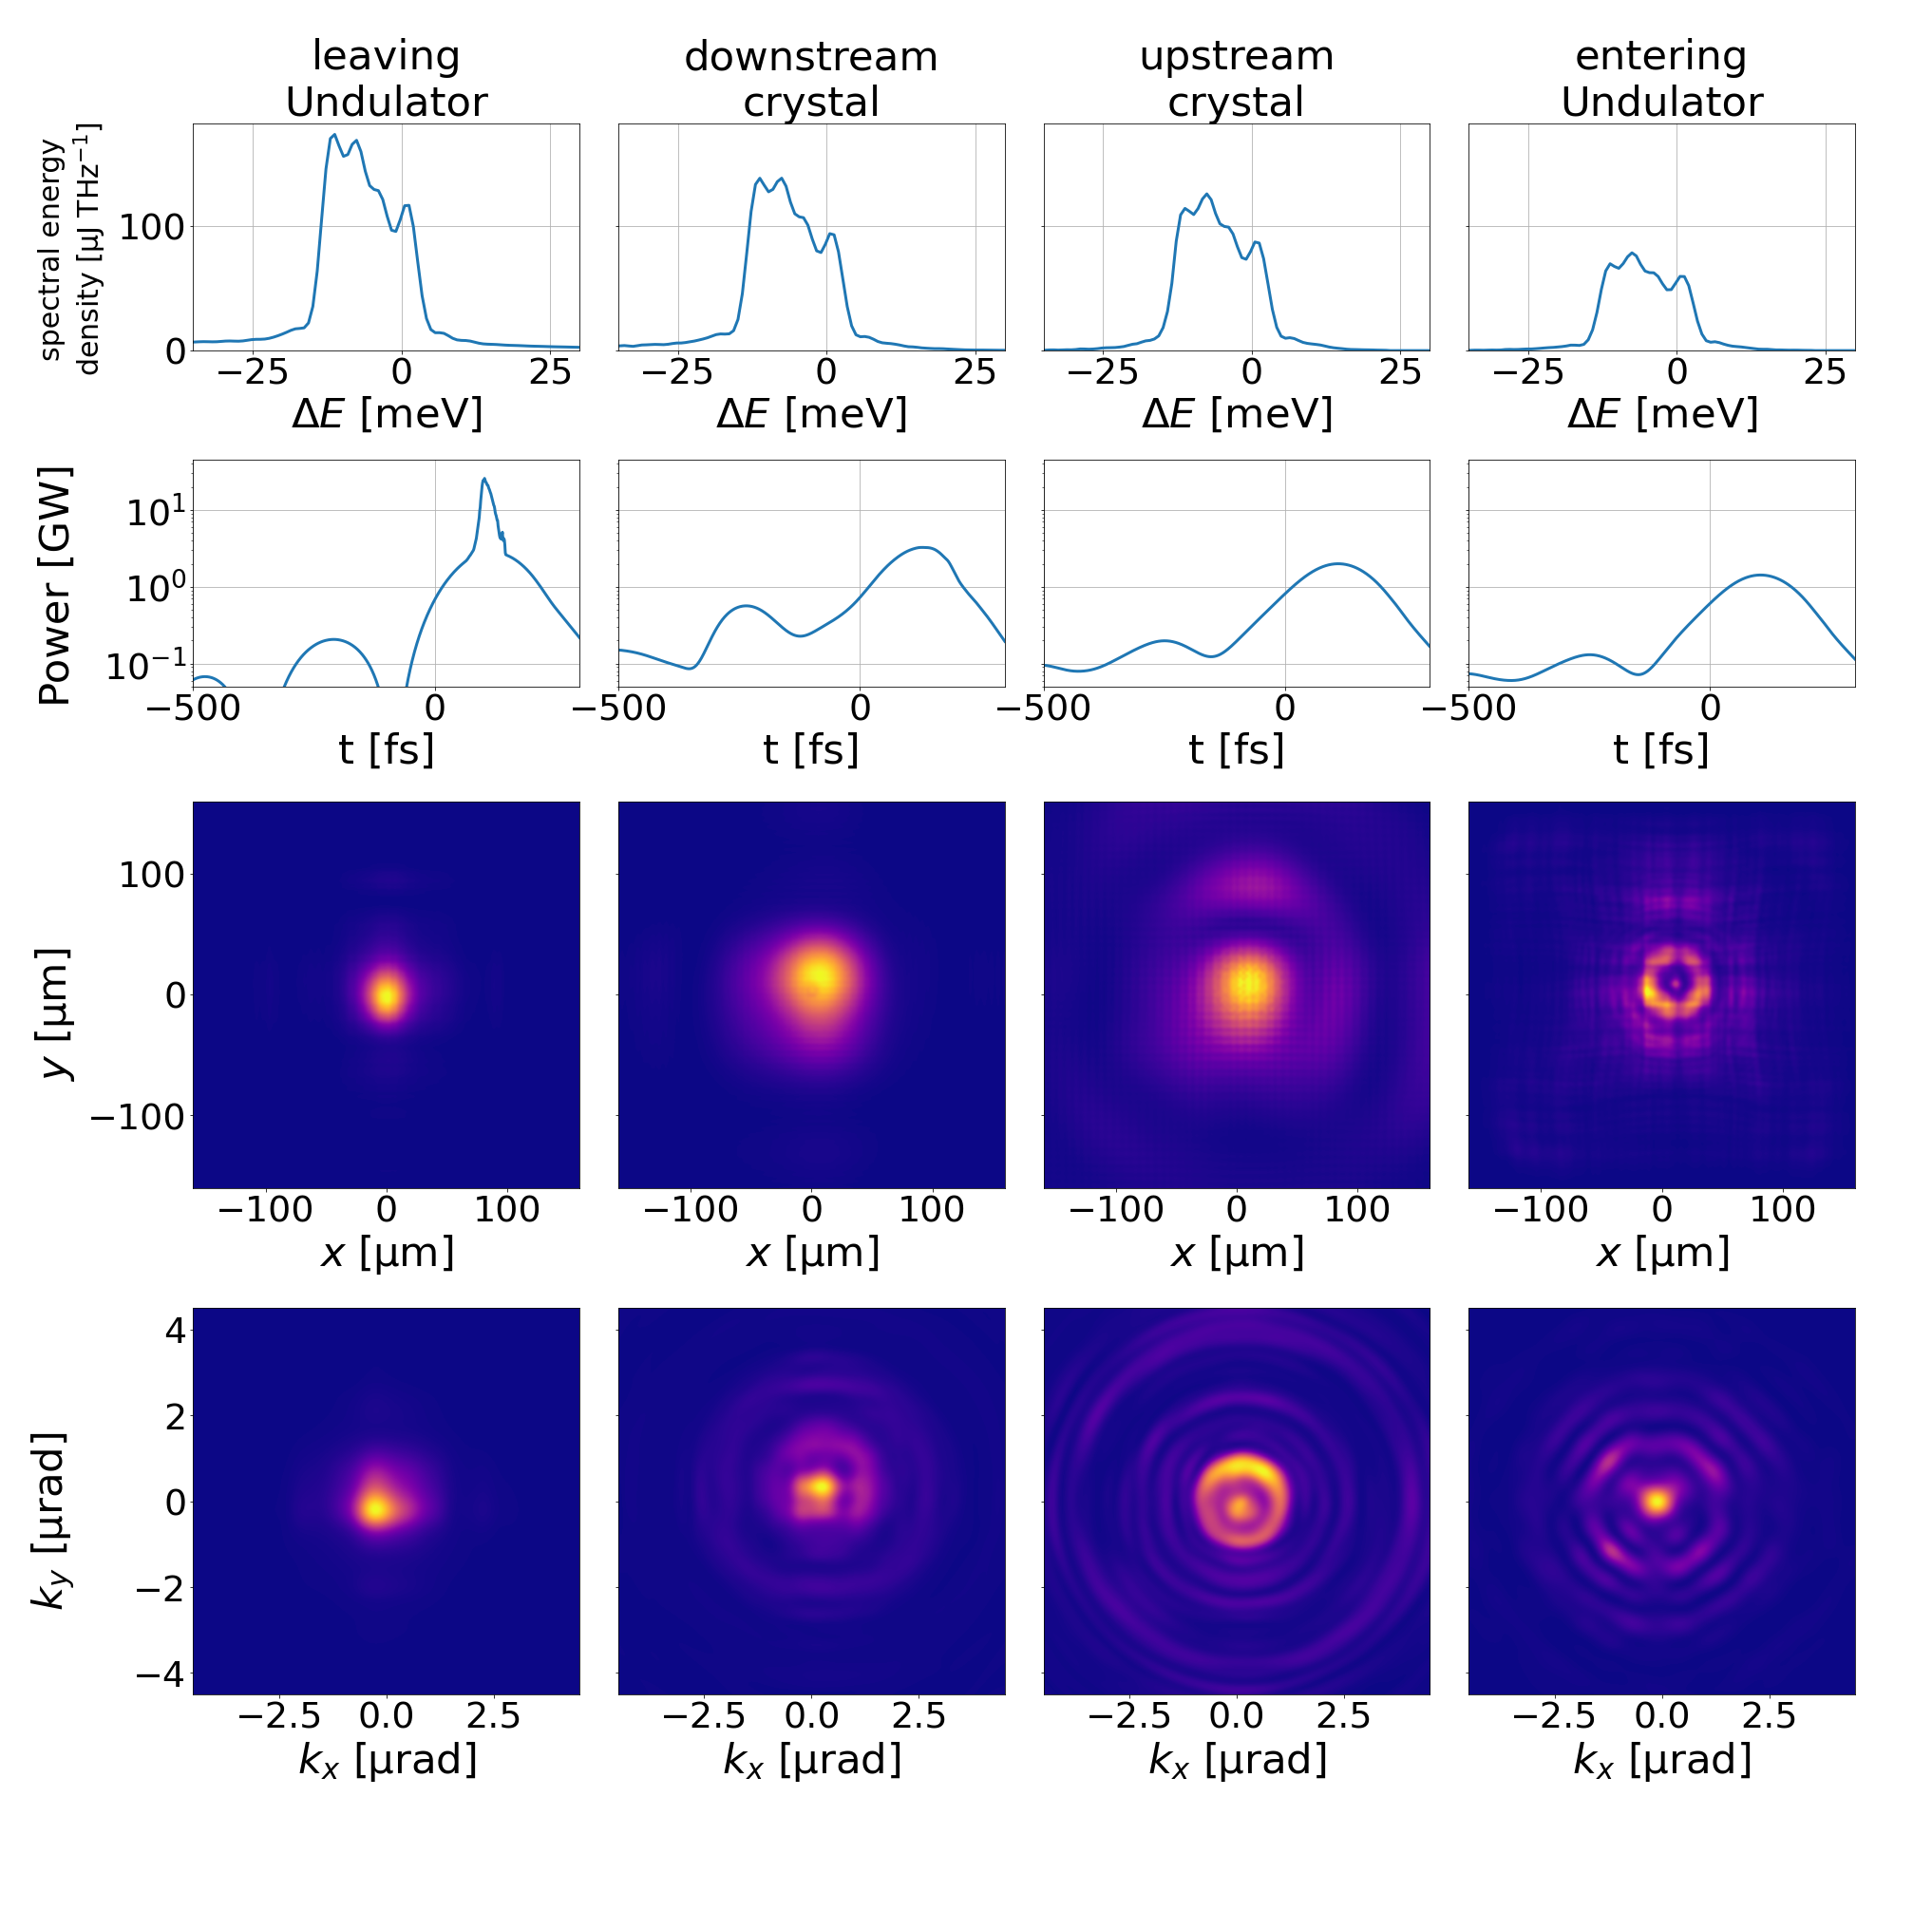 leaving
Undulator
downstream
crystal
upstream
crystal
entering
Undulator
spectral energy
density [µJ THz⁻¹]
100
0
−25 0 25
−25 0 25
−25 0 25
−25 0 25
ΔE [meV]
ΔE [meV]
ΔE [meV]
ΔE [meV]
Power [GW]
10¹
10⁰
10⁻¹
−500 0
−500 0
−500 0
−500 0
t [fs]
t [fs]
t [fs]
t [fs]
y [µm]
100
0
−100
−100 0 100
−100 0 100
−100 0 100
−100 0 100
x [µm]
x [µm]
x [µm]
x [µm]
k_y [µrad]
4
2
0
−2
−4
−2.5 0.0 2.5
−2.5 0.0 2.5
−2.5 0.0 2.5
−2.5 0.0 2.5
k_x [µrad]
k_x [µrad]
k_x [µrad]
k_x [µrad]